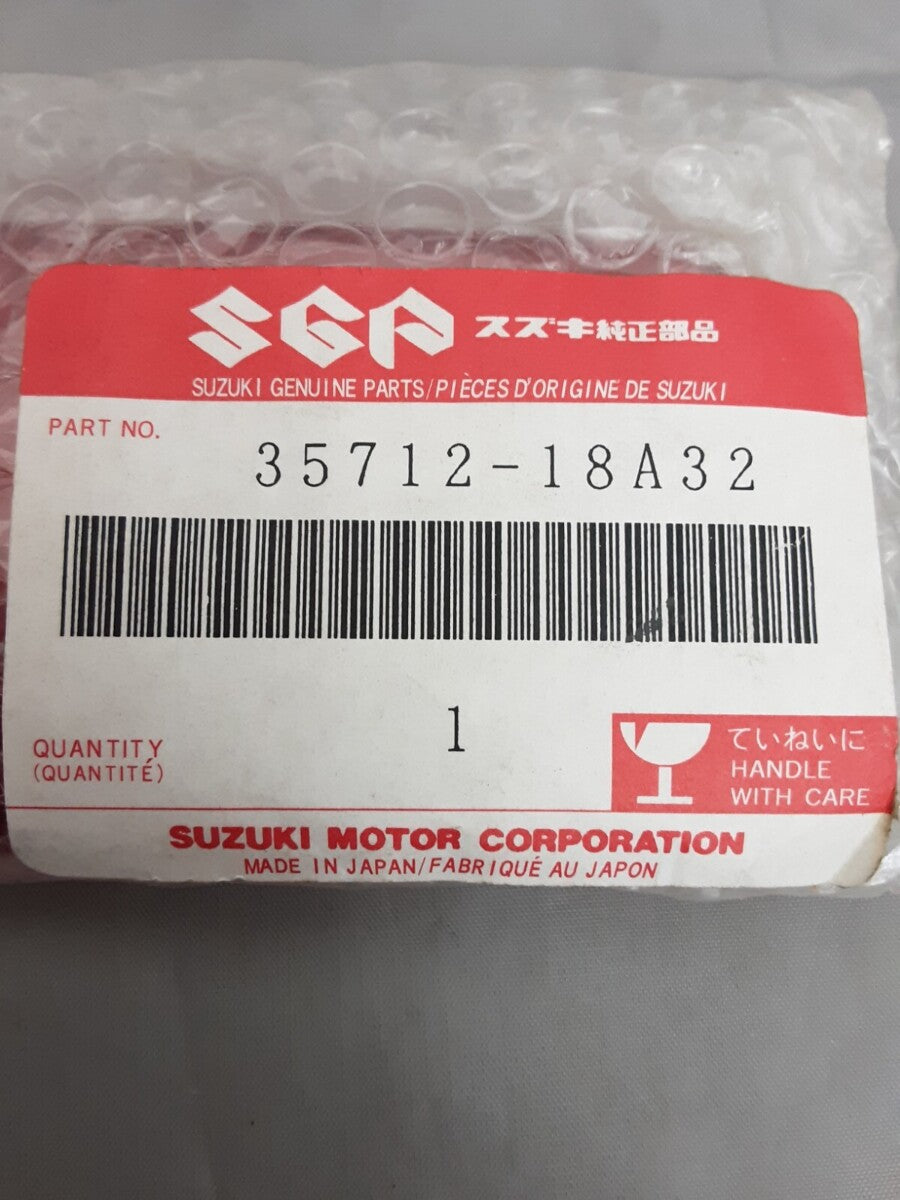 SGP スズキ純正部品
SUZUKI GENUINE PARTS/PIÈCES D'ORIGINE DE SUZUKI
PART NO.
35712-18A32
QUANTITY 1
(QUANTITÉ)
ていねいに
HANDLE
WITH CARE
SUZUKI MOTOR CORPORATION
MADE IN JAPAN/FABRIQUÉ AU JAPON